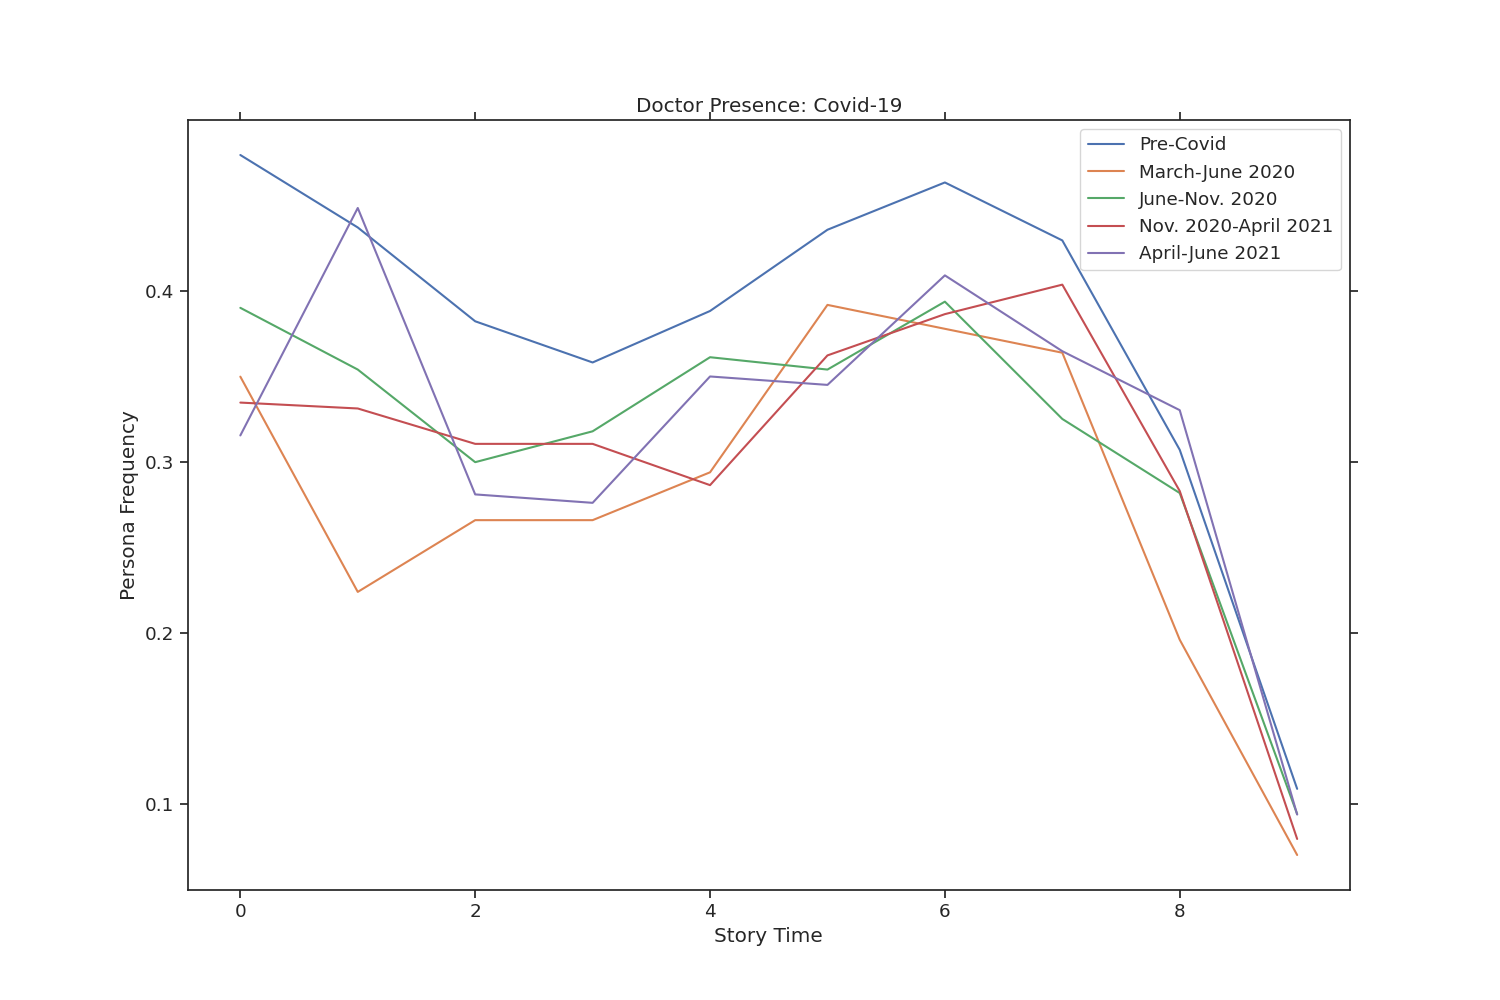 Doctor Presence: Covid-19
Pre-Covid
March-June 2020
June-Nov. 2020
Nov. 2020-April 2021
April-June 2021
Persona Frequency
0.4
0.3
0.2
0.1
0 2 4 6 8
Story Time